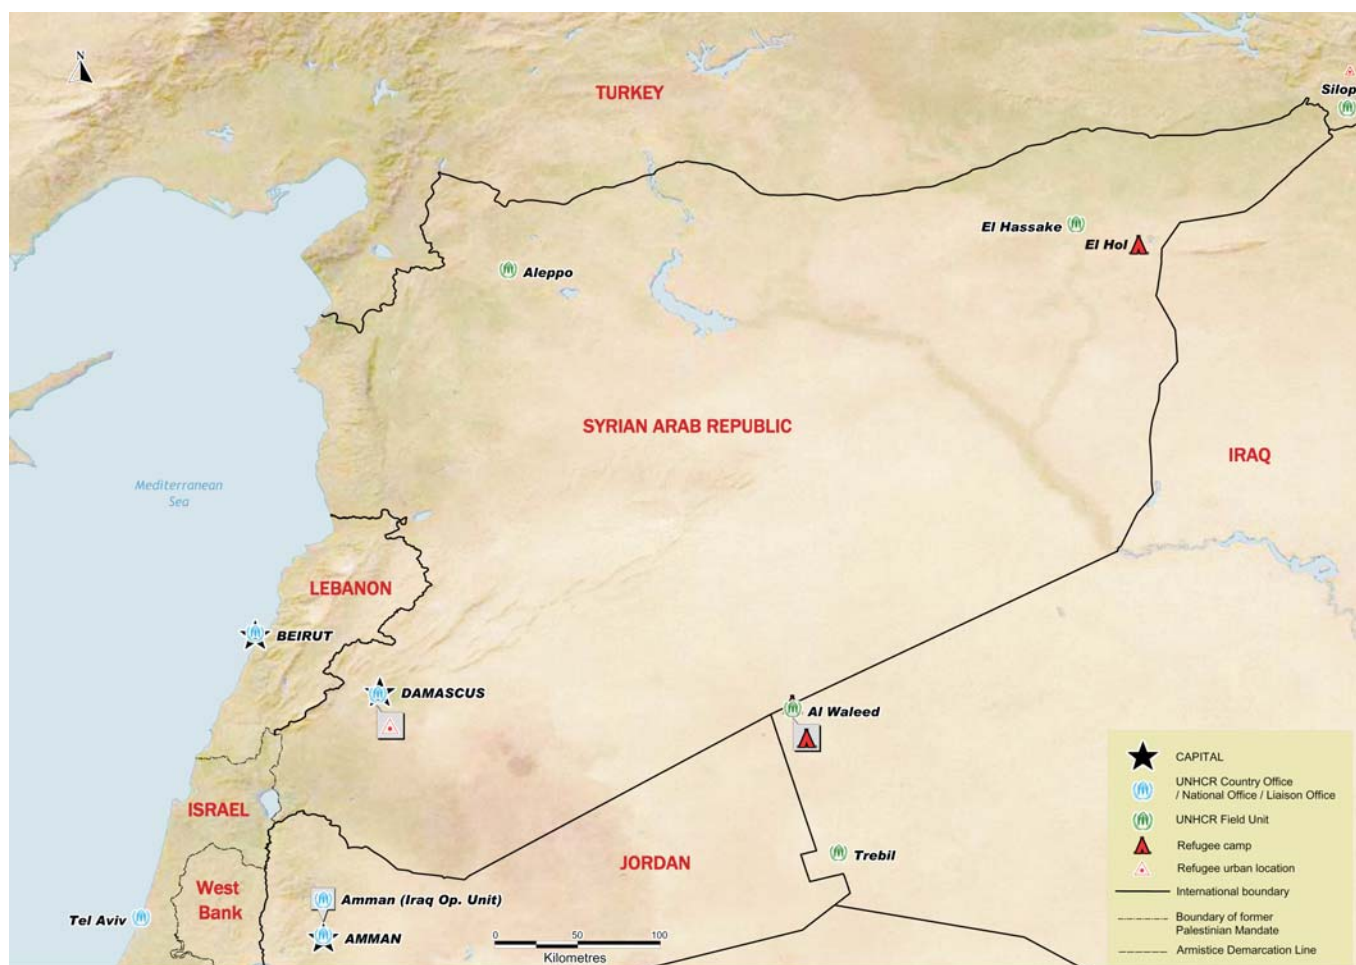 N
TURKEY
Silop
El Hassake
El Hol
Aleppo
SYRIAN ARAB REPUBLIC
IRAQ
Mediterranean
Sea
LEBANON
BEIRUT
DAMASCUS
Al Waleed
ISRAEL
JORDAN
Trebil
West
Bank
Amman (Iraq Op. Unit)
Tel Aviv
AMMAN
0 50 100
Kilometres
CAPITAL
UNHCR Country Office
/ National Office / Liaison Office
UNHCR Field Unit
Refugee camp
Refugee urban location
International boundary
Boundary of former
Palestinian Mandate
Armistice Demarcation Line